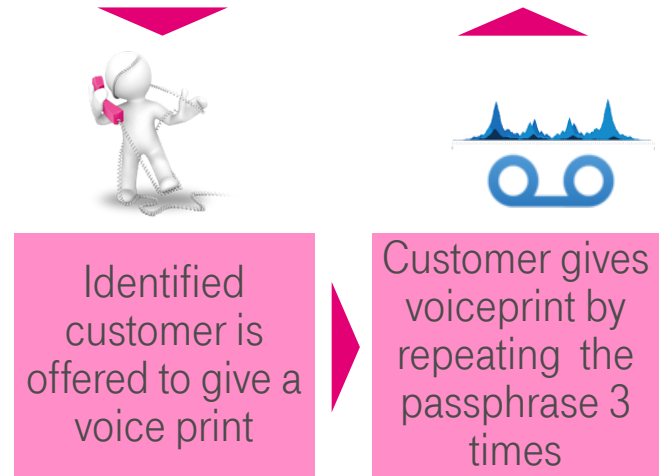 Identified
customer is
offered to give a
voice print
Customer gives
voiceprint by
repeating the
passphrase 3
times